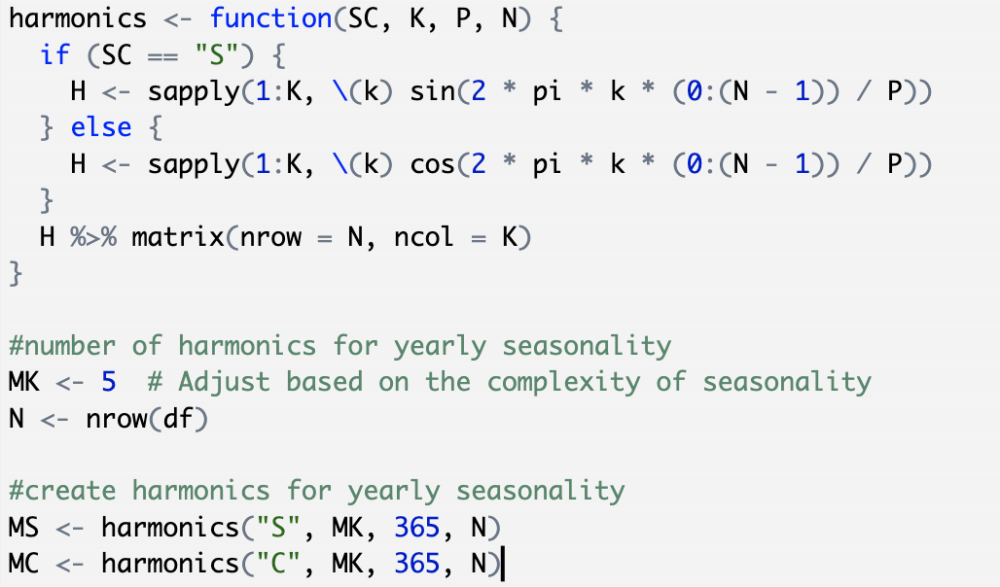 harmonics <- function(SC, K, P, N) {
  if (SC == "S") {
    H <- sapply(1:K, \(k) sin(2 * pi * k * (0:(N - 1)) / P))
  } else {
    H <- sapply(1:K, \(k) cos(2 * pi * k * (0:(N - 1)) / P))
  }
  H %>% matrix(nrow = N, ncol = K)
}

#number of harmonics for yearly seasonality
MK <- 5  # Adjust based on the complexity of seasonality
N <- nrow(df)

#create harmonics for yearly seasonality
MS <- harmonics("S", MK, 365, N)
MC <- harmonics("C", MK, 365, N)